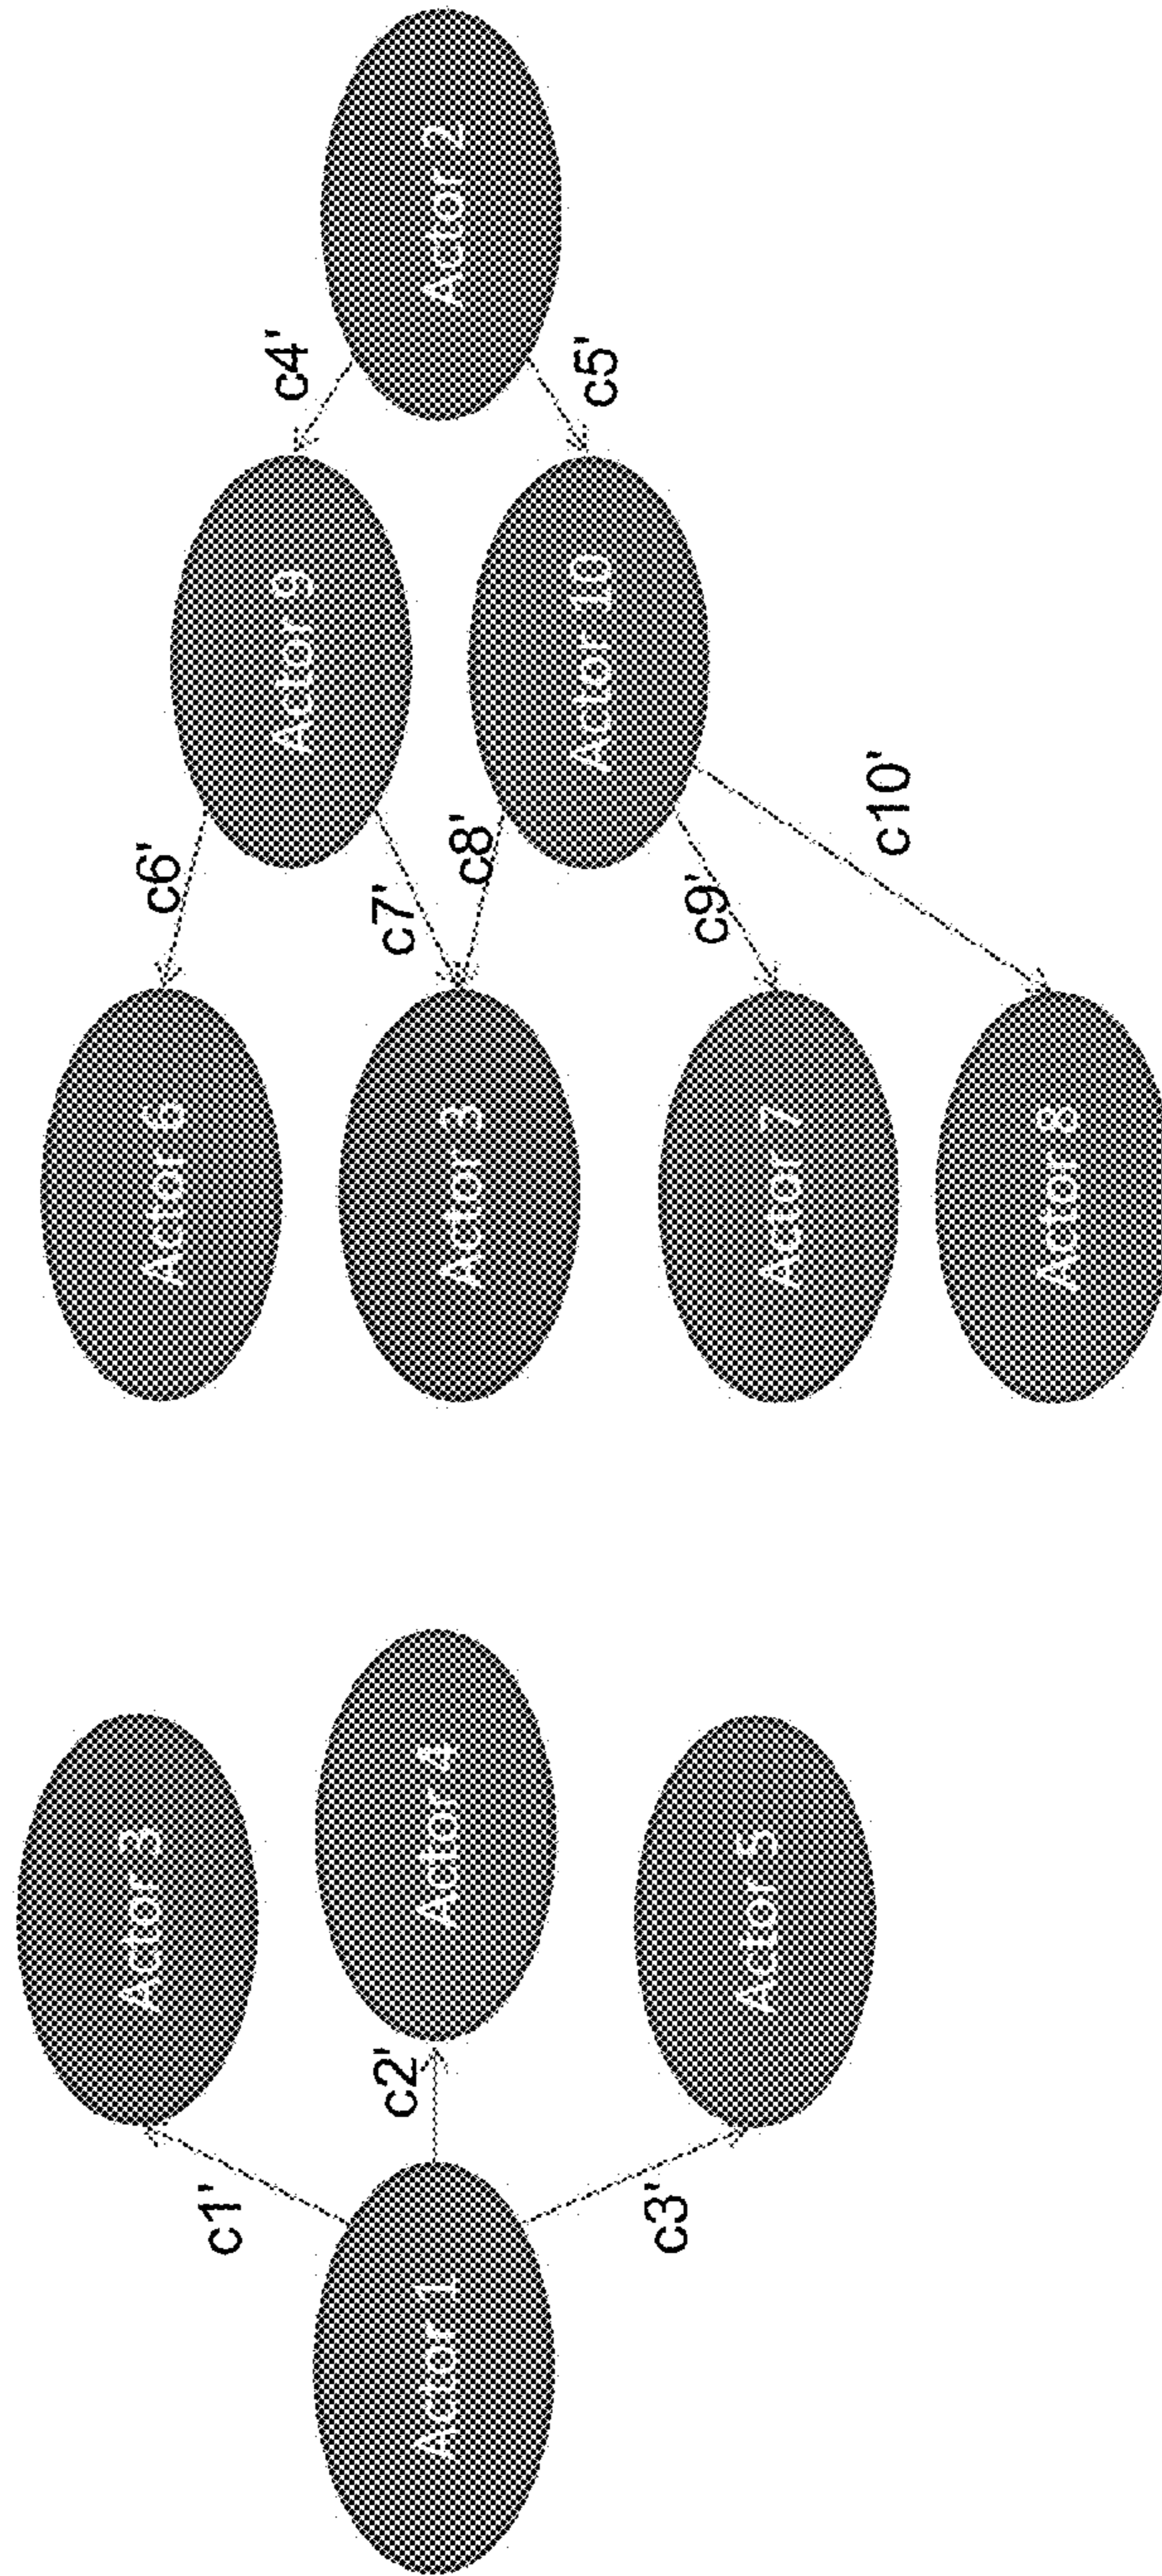 Actor 3
c1'
Actor 1
c2'
Actor 4
c3'
Actor 5
Actor 6
c6'
Actor 9
c4'
Actor 2
Actor 3
c7'
c8'
Actor 10
c5'
Actor 7
c9'
Actor 8
c10'